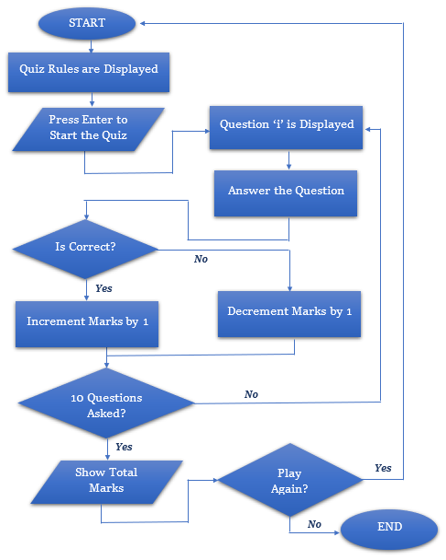 START
Quiz Rules are Displayed
Press Enter to
Start the Quiz
Question ‘i’ is Displayed
Answer the Question
Is Correct?
No
Yes
Increment Marks by 1
Decrement Marks by 1
10 Questions
Asked?
No
Yes
Show Total
Marks
Play
Again?
Yes
No
END